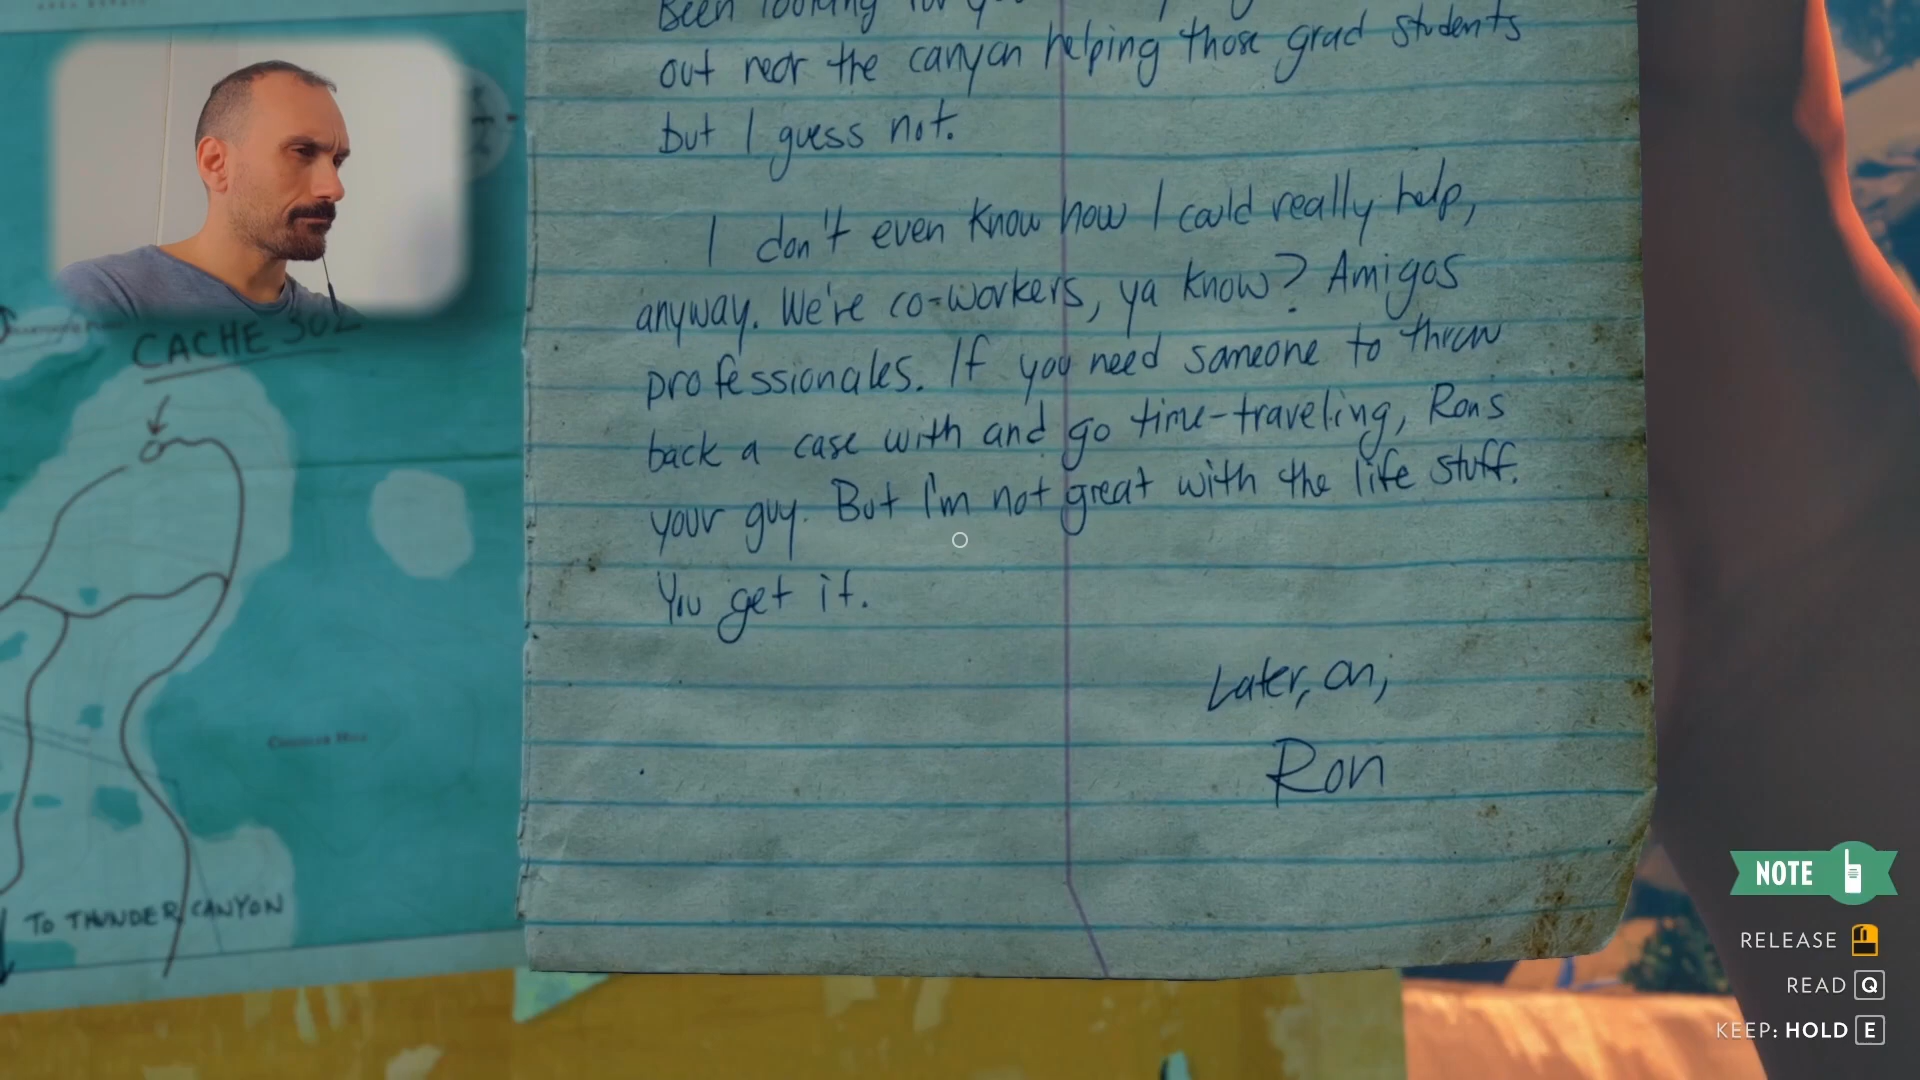 Been looking for
out near the canyon helping those grad students
but I guess not.
I don't even know how I could really help,
anyway. We're co-workers, ya know? Amigos
professionales. If you need someone to throw
back a case with and go time-traveling, Ron's
your guy. But I'm not great with the life stuff.
You get it.
Later, on,
Ron
CACHE 302
TO THUNDER CANYON
NOTE
RELEASE
READ Q
KEEP: HOLD E